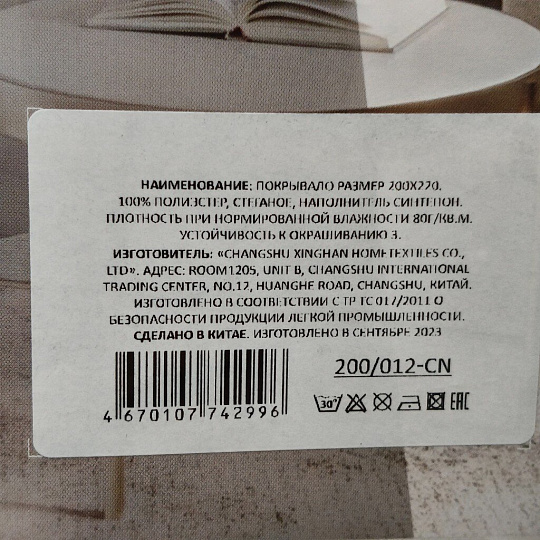 НАИМЕНОВАНИЕ: ПОКРЫВАЛО РАЗМЕР 200X220.
100% ПОЛИЭСТЕР, СТЕГАНОЕ, НАПОЛНИТЕЛЬ СИНТЕПОН.
ПЛОТНОСТЬ ПРИ НОРМИРОВАННОЙ ВЛАЖНОСТИ 80Г/КВ.М.
УСТОЙЧИВОСТЬ К ОКРАШИВАНИЮ 3.
ИЗГОТОВИТЕЛЬ: «CHANGSHU XINGHAN HOMETEXTILES CO.,
LTD». АДРЕС: ROOM1205, UNIT B, CHANGSHU INTERNATIONAL
TRADING CENTER, NO.12, HUANGHE ROAD, CHANGSHU, КИТАЙ.
ИЗГОТОВЛЕНО В СООТВЕТСТВИИ С ТР ТС 017/2011 О
БЕЗОПАСНОСТИ ПРОДУКЦИИ ЛЕГКОЙ ПРОМЫШЛЕННОСТИ.
СДЕЛАНО В КИТАЕ. ИЗГОТОВЛЕНО В СЕНТЯБРЕ 2023
200/012-CN
4 670107 742996
30° EAC